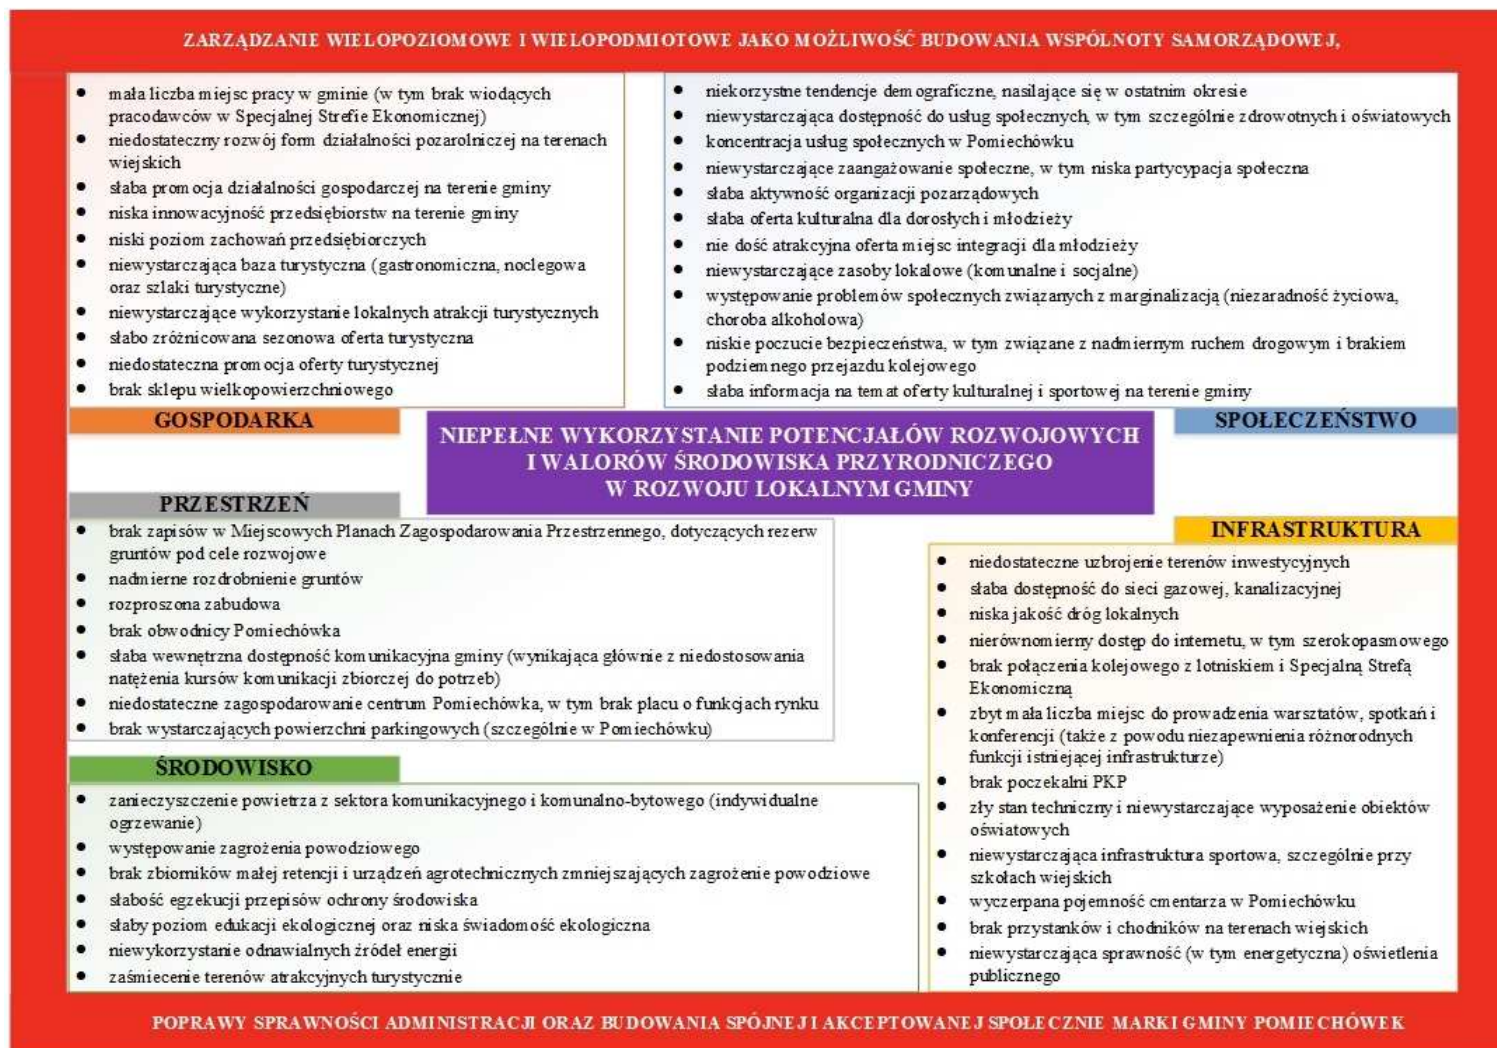 ZARZĄDZANIE WIELOPOZIOMOWE I WIELOPODMIOTOWE JAKO MOŻLIWOŚĆ BUDOWANIA WSPÓLNOTY SAMORZĄDOWEJ,
• mała liczba miejsc pracy w gminie (w tym brak wiodących
pracodawców w Specjalnej Strefie Ekonomicznej)
• niedostateczny rozwój form działalności pozarolniczej na terenach
wiejskich
• słaba promocja działalności gospodarczej na terenie gminy
• niska innowacyjność przedsiębiorstw na terenie gminy
• niski poziom zachowań przedsiębiorczych
• niewystarczająca baza turystyczna (gastronomiczna, noclegowa
oraz szlaki turystyczne)
• niewystarczające wykorzystanie lokalnych atrakcji turystycznych
• słabo zróżnicowana sezonowa oferta turystyczna
• niedostateczna promocja oferty turystycznej
• brak sklepu wielkopowierzchniowego
GOSPODARKA
• niekorzystne tendencje demograficzne, nasilające się w ostatnim okresie
• niewystarczająca dostępność do usług społecznych, w tym szczególnie zdrowotnych i oświatowych
• koncentracja usług społecznych w Pomiechówku
• niewystarczające zaangażowanie społeczne, w tym niska partycypacja społeczna
• słaba aktywność organizacji pozarządowych
• słaba oferta kulturalna dla dorosłych i młodzieży
• nie dość atrakcyjna oferta miejsc integracji dla młodzieży
• niewystarczające zasoby lokalowe (komunalne i socjalne)
• występowanie problemów społecznych związanych z marginalizacją (niezaradność życiowa,
choroba alkoholowa)
• niskie poczucie bezpieczeństwa, w tym związane z nadmiernym ruchem drogowym i brakiem
podziemnego przejazdu kolejowego
• słaba informacja na temat oferty kulturalnej i sportowej na terenie gminy
SPOŁECZEŃSTWO
NIEPEŁNE WYKORZYSTANIE POTENCJAŁÓW ROZWOJOWYCH
I WALORÓW ŚRODOWISKA PRZYRODNICZEGO
W ROZWOJU LOKALNYM GMINY
PRZESTRZEŃ
• brak zapisów w Miejscowych Planach Zagospodarowania Przestrzennego, dotyczących rezerw
gruntów pod cele rozwojowe
• nadmierne rozdrobnienie gruntów
• rozproszona zabudowa
• brak obwodnicy Pomiechówka
• słaba wewnętrzna dostępność komunikacyjna gminy (wynikająca głównie z niedostosowania
natężenia kursów komunikacji zbiorczej do potrzeb)
• niedostateczne zagospodarowanie centrum Pomiechówka, w tym brak placu o funkcjach rynku
• brak wystarczających powierzchni parkingowych (szczególnie w Pomiechówku)
ŚRODOWISKO
• zanieczyszczenie powietrza z sektora komunikacyjnego i komunalno-bytowego (indywidualne
ogrzewanie)
• występowanie zagrożenia powodziowego
• brak zbiorników małej retencji i urządzeń agrotechnicznych zmniejszających zagrożenie powodziowe
• słabość egzekucji przepisów ochrony środowiska
• słaby poziom edukacji ekologicznej oraz niska świadomość ekologiczna
• niewykorzystanie odnawialnych źródeł energii
• zaśmiecenie terenów atrakcyjnych turystycznie
INFRASTRUKTURA
• niedostateczne uzbrojenie terenów inwestycyjnych
• słaba dostępność do sieci gazowej, kanalizacyjnej
• niska jakość dróg lokalnych
• nierównomierny dostęp do internetu, w tym szerokopasmowego
• brak połączenia kolejowego z lotniskiem i Specjalną Strefą
Ekonomiczną
• zbyt mała liczba miejsc do prowadzenia warsztatów, spotkań i
konferencji (także z powodu niezapewnienia różnorodnych
funkcji istniejącej infrastrukturze)
• brak poczekalni PKP
• zły stan techniczny i niewystarczające wyposażenie obiektów
oświatowych
• niewystarczająca infrastruktura sportowa, szczególnie przy
szkołach wiejskich
• wyczerpana pojemność cmentarza w Pomiechówku
• brak przystanków i chodników na terenach wiejskich
• niewystarczająca sprawność (w tym energetyczna) oświetlenia
publicznego
POPRAWY SPRAWNOŚCI ADMINISTRACJI ORAZ BUDOWANIA SPÓJNEJ I AKCEPTOWANEJ SPOŁECZNIE MARKI GMINY POMIECHÓWEK